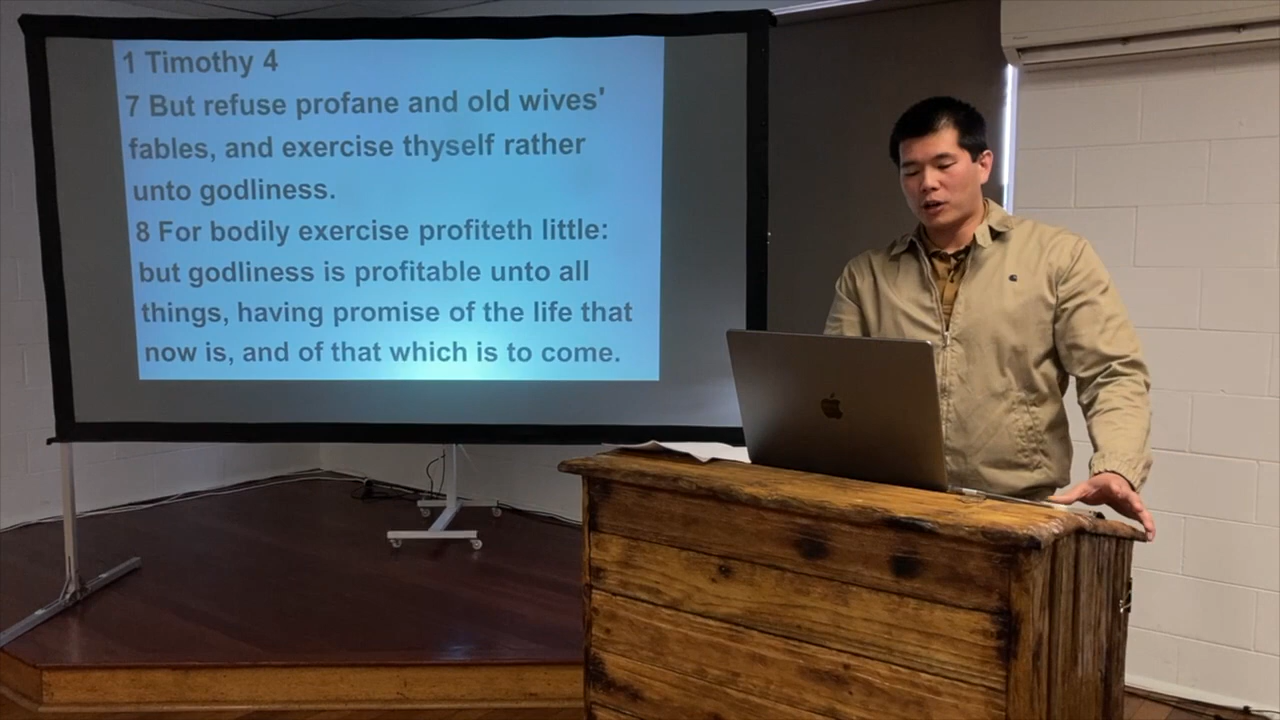 1 Timothy 4
7 But refuse profane and old wives'
fables, and exercise thyself rather
unto godliness.
8 For bodily exercise profiteth little:
but godliness is profitable unto all
things, having promise of the life that
now is, and of that which is to come.